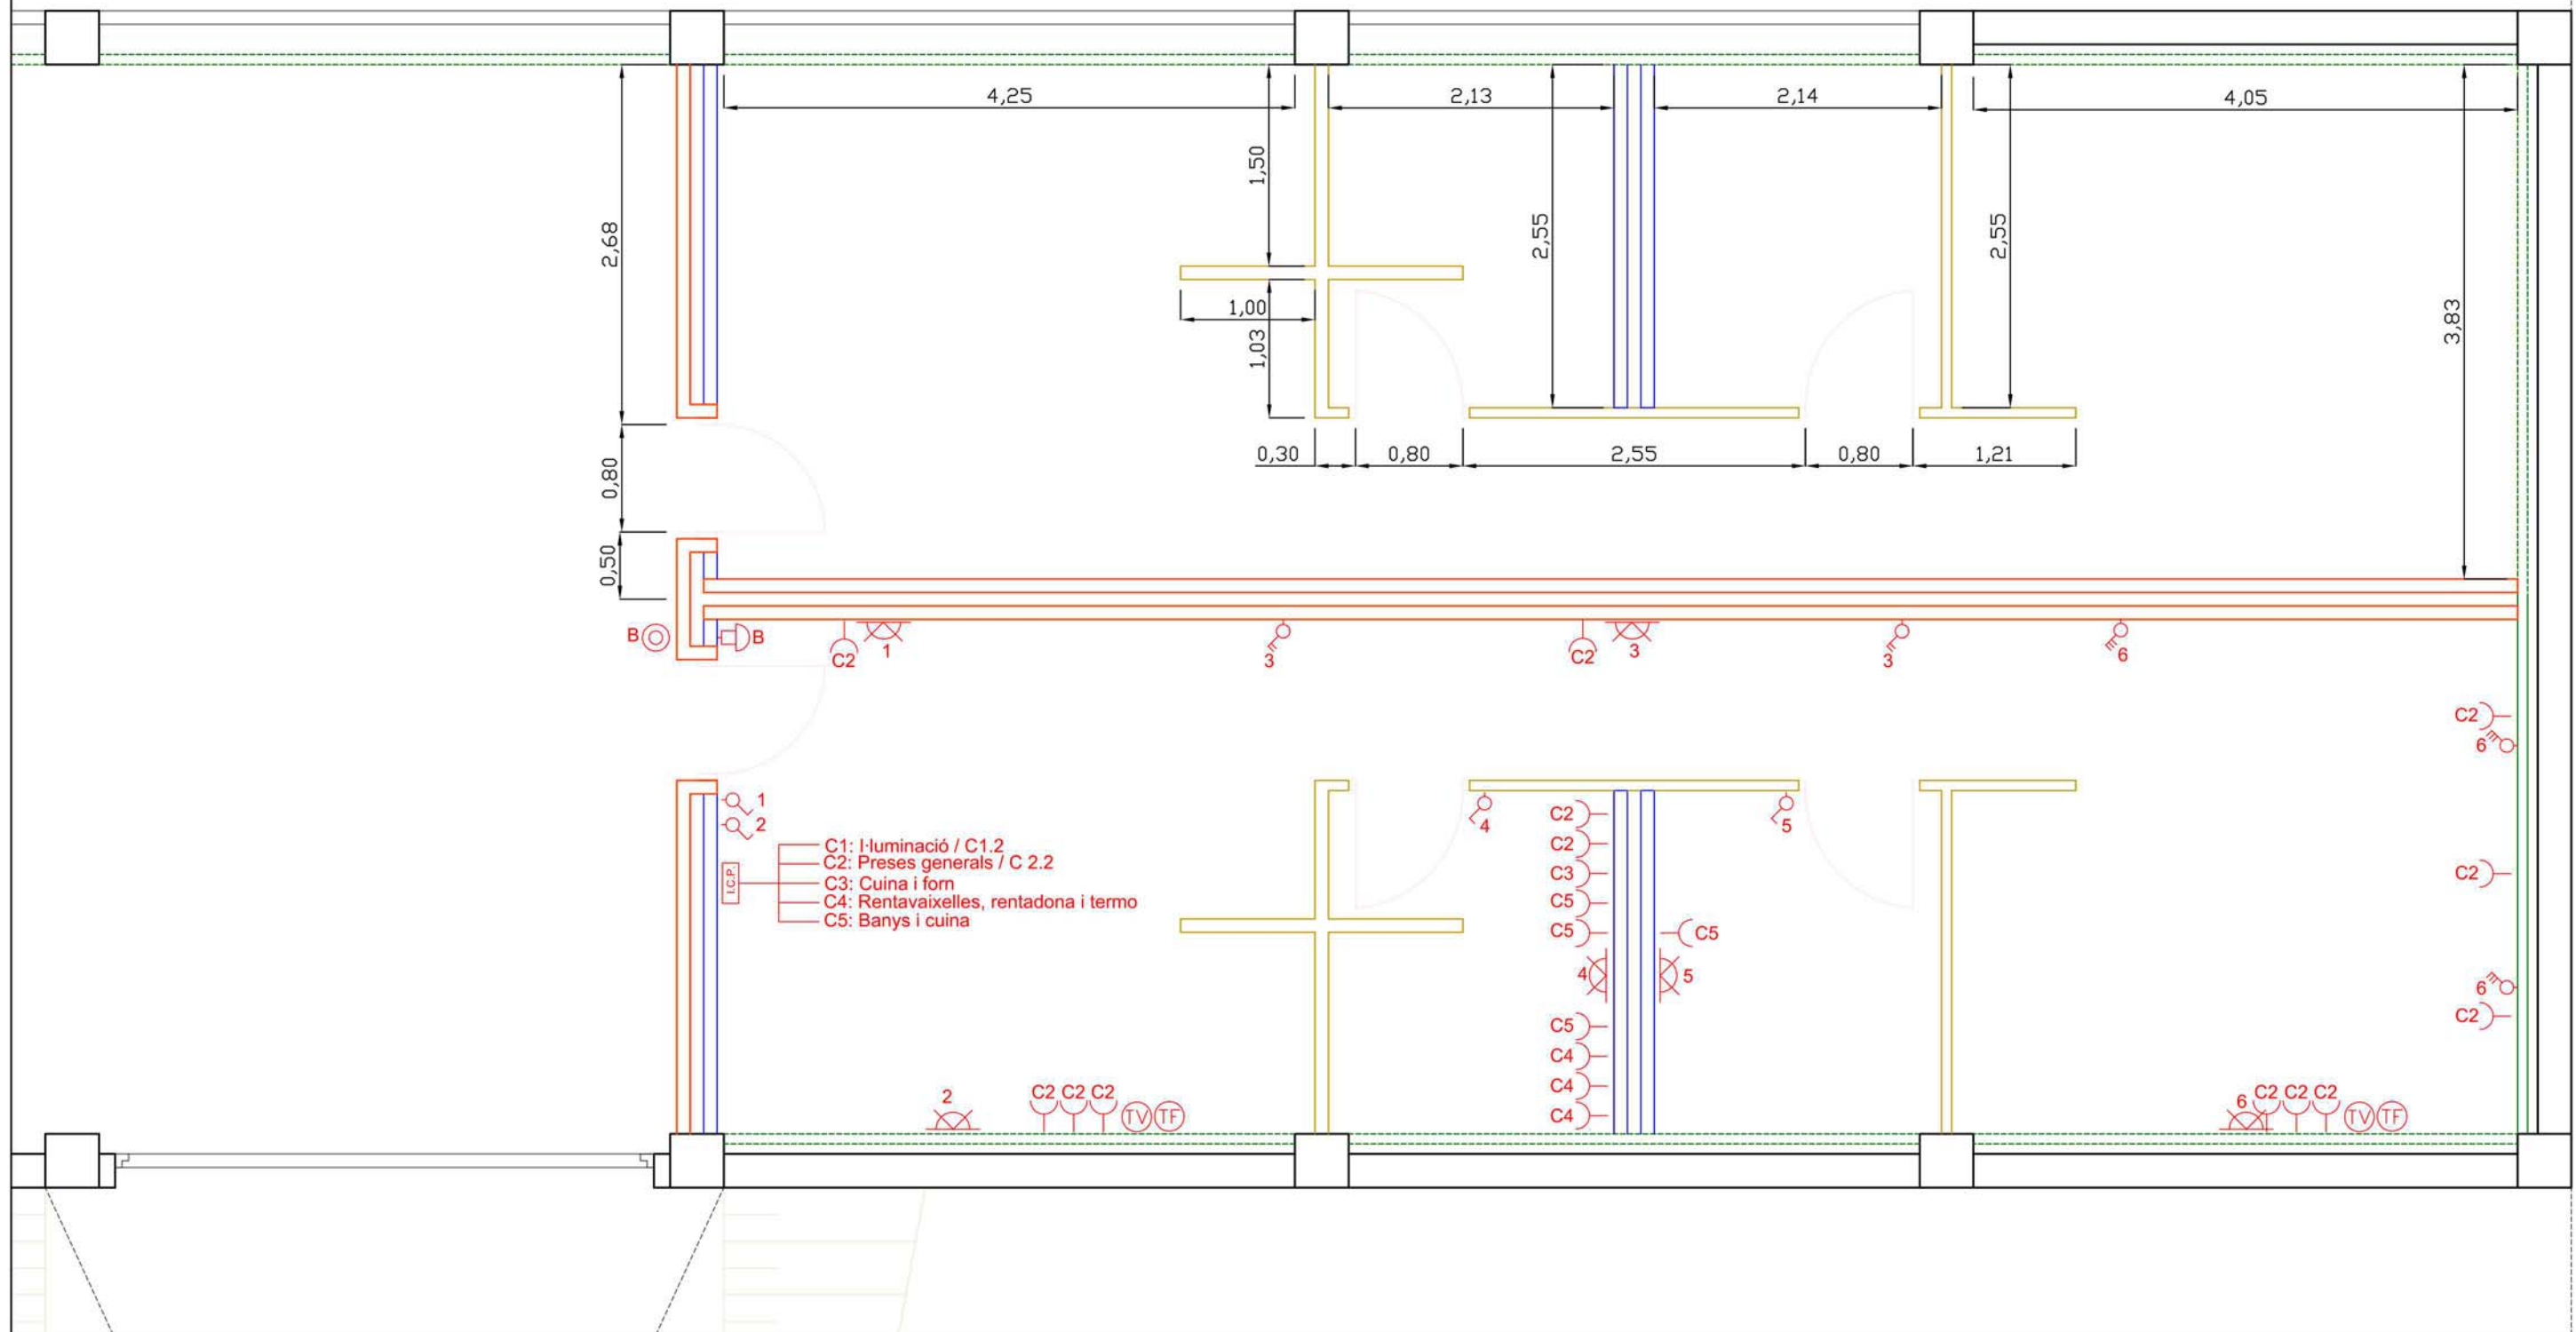 4,25
2,13
2,14
4,05
1,50
2,68
2,55
2,55
3,83
1,00
1,03
0,30
0,80
2,55
0,80
1,21
0,80
0,50
B
B
C2
1
3
C2
3
3
6
C2
6
1
2
4
5
C2
C2
C3
C5
C5
C5
4
5
C5
C4
C4
C4
I.C.P.
C1: I·luminació / C1.2
C2: Preses generals / C 2.2
C3: Cuina i forn
C4: Rentavaixelles, rentadona i termo
C5: Banys i cuina
C2
6
C2
2
C2 C2 C2
TV TF
6
C2 C2 C2
TV TF